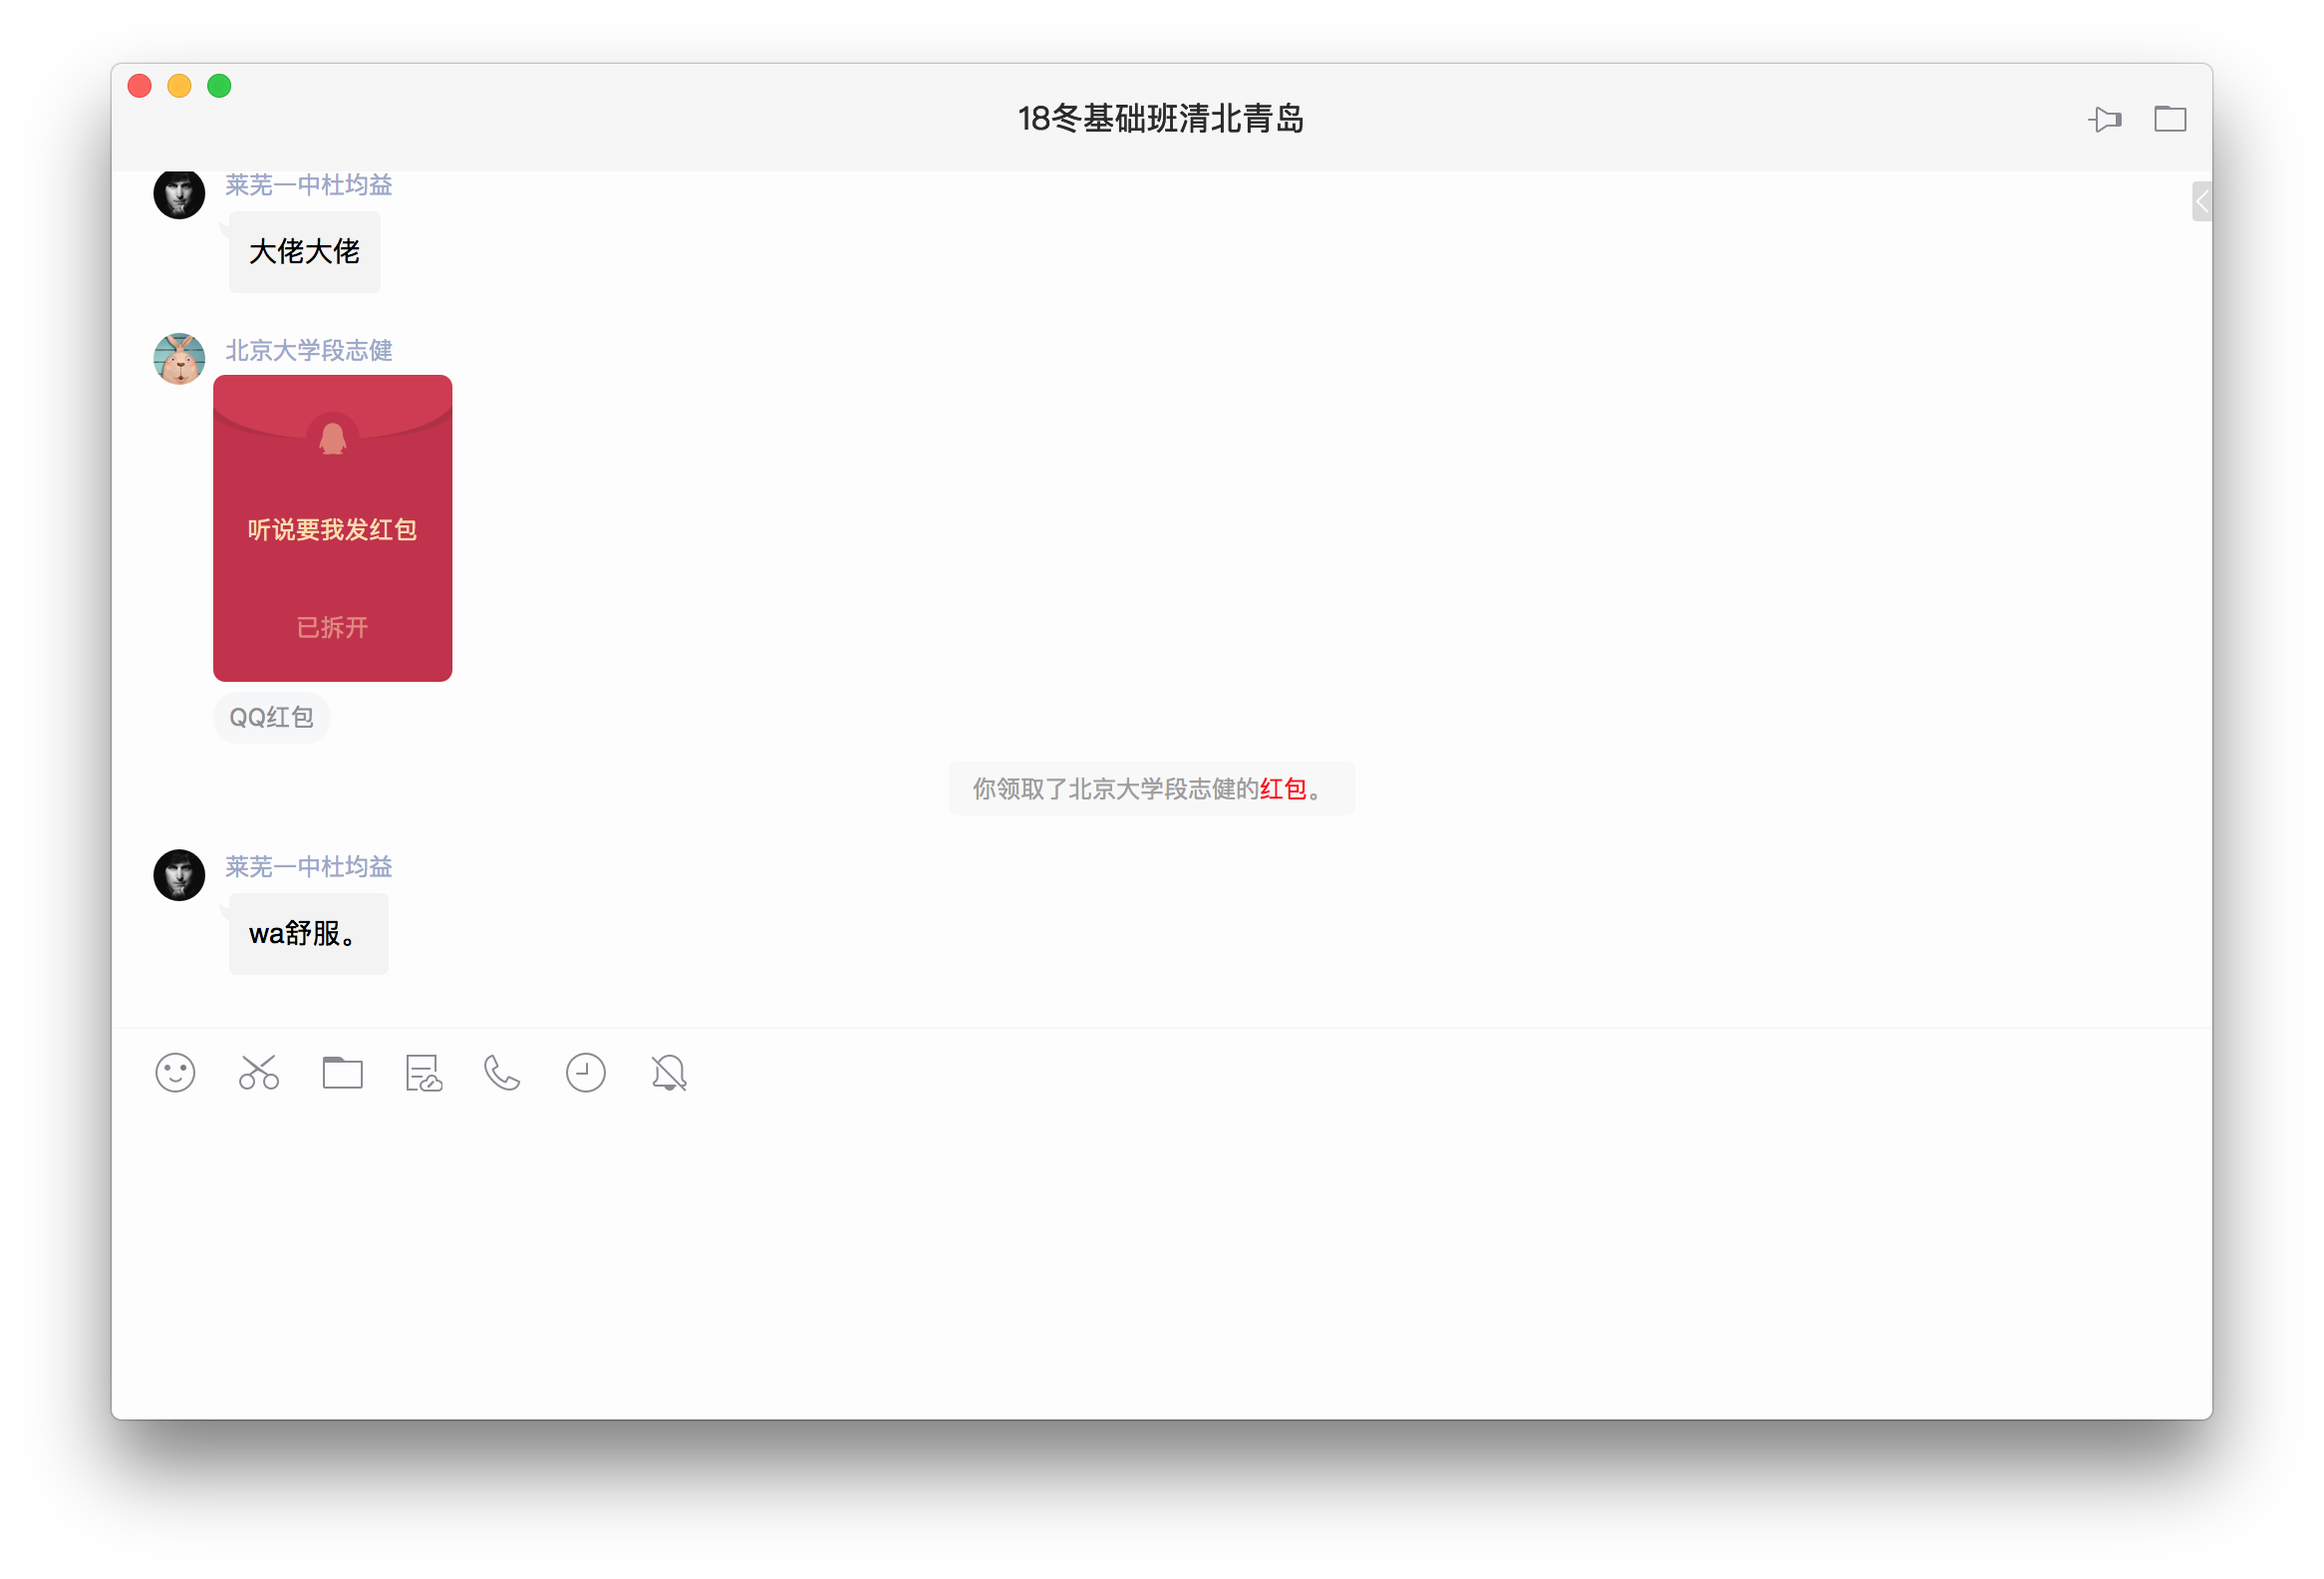 18冬基础班清北青岛
莱芜一中杜均益
大佬大佬
北京大学段志健
听说要我发红包
已拆开
QQ红包
你领取了北京大学段志健的红包。
莱芜一中杜均益
wa舒服。